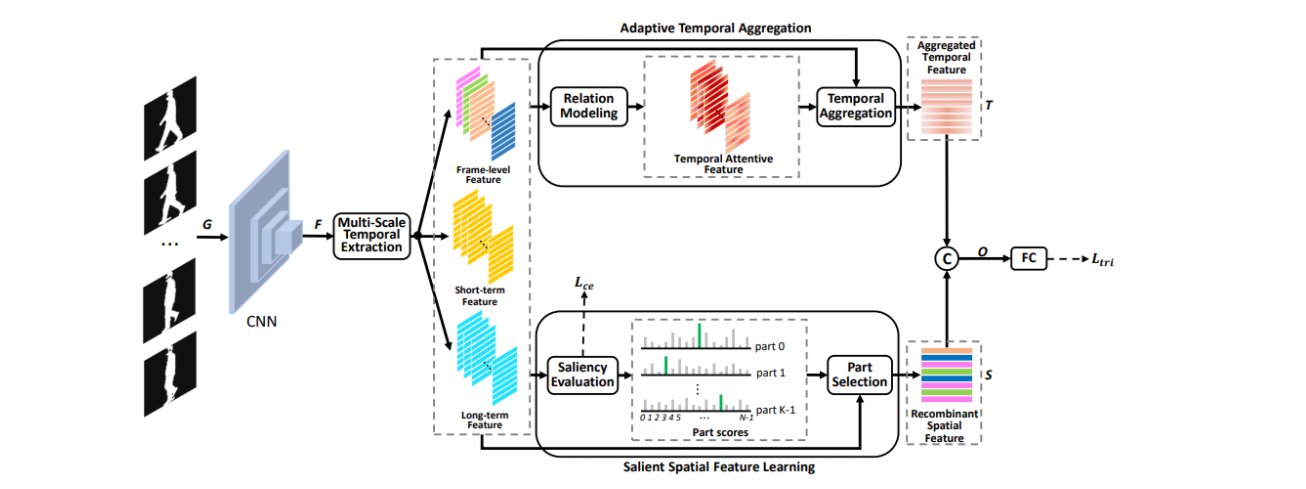 Adaptive Temporal Aggregation
G
CNN
F
Multi-Scale
Temporal
Extraction
Frame-level
Feature
Short-term
Feature
Long-term
Feature
Relation
Modeling
Temporal Attentive
Feature
Temporal
Aggregation
Aggregated
Temporal
Feature
T
C
O
FC
L_tri
L_ce
Saliency
Evaluation
part 0
part 1
part K-1
0 1 2 3 4 5 ... N-1
Part scores
Part
Selection
S
Recombinant
Spatial
Feature
Salient Spatial Feature Learning